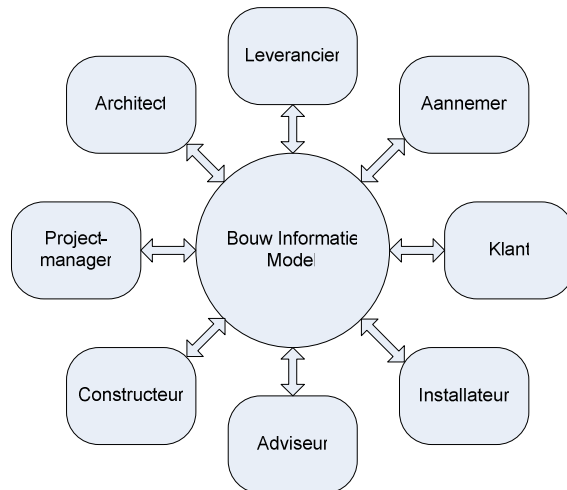 Leverancier
Architect
Aannemer
Project-
manager
Bouw Informatie
Model
Klant
Constructeur
Installateur
Adviseur